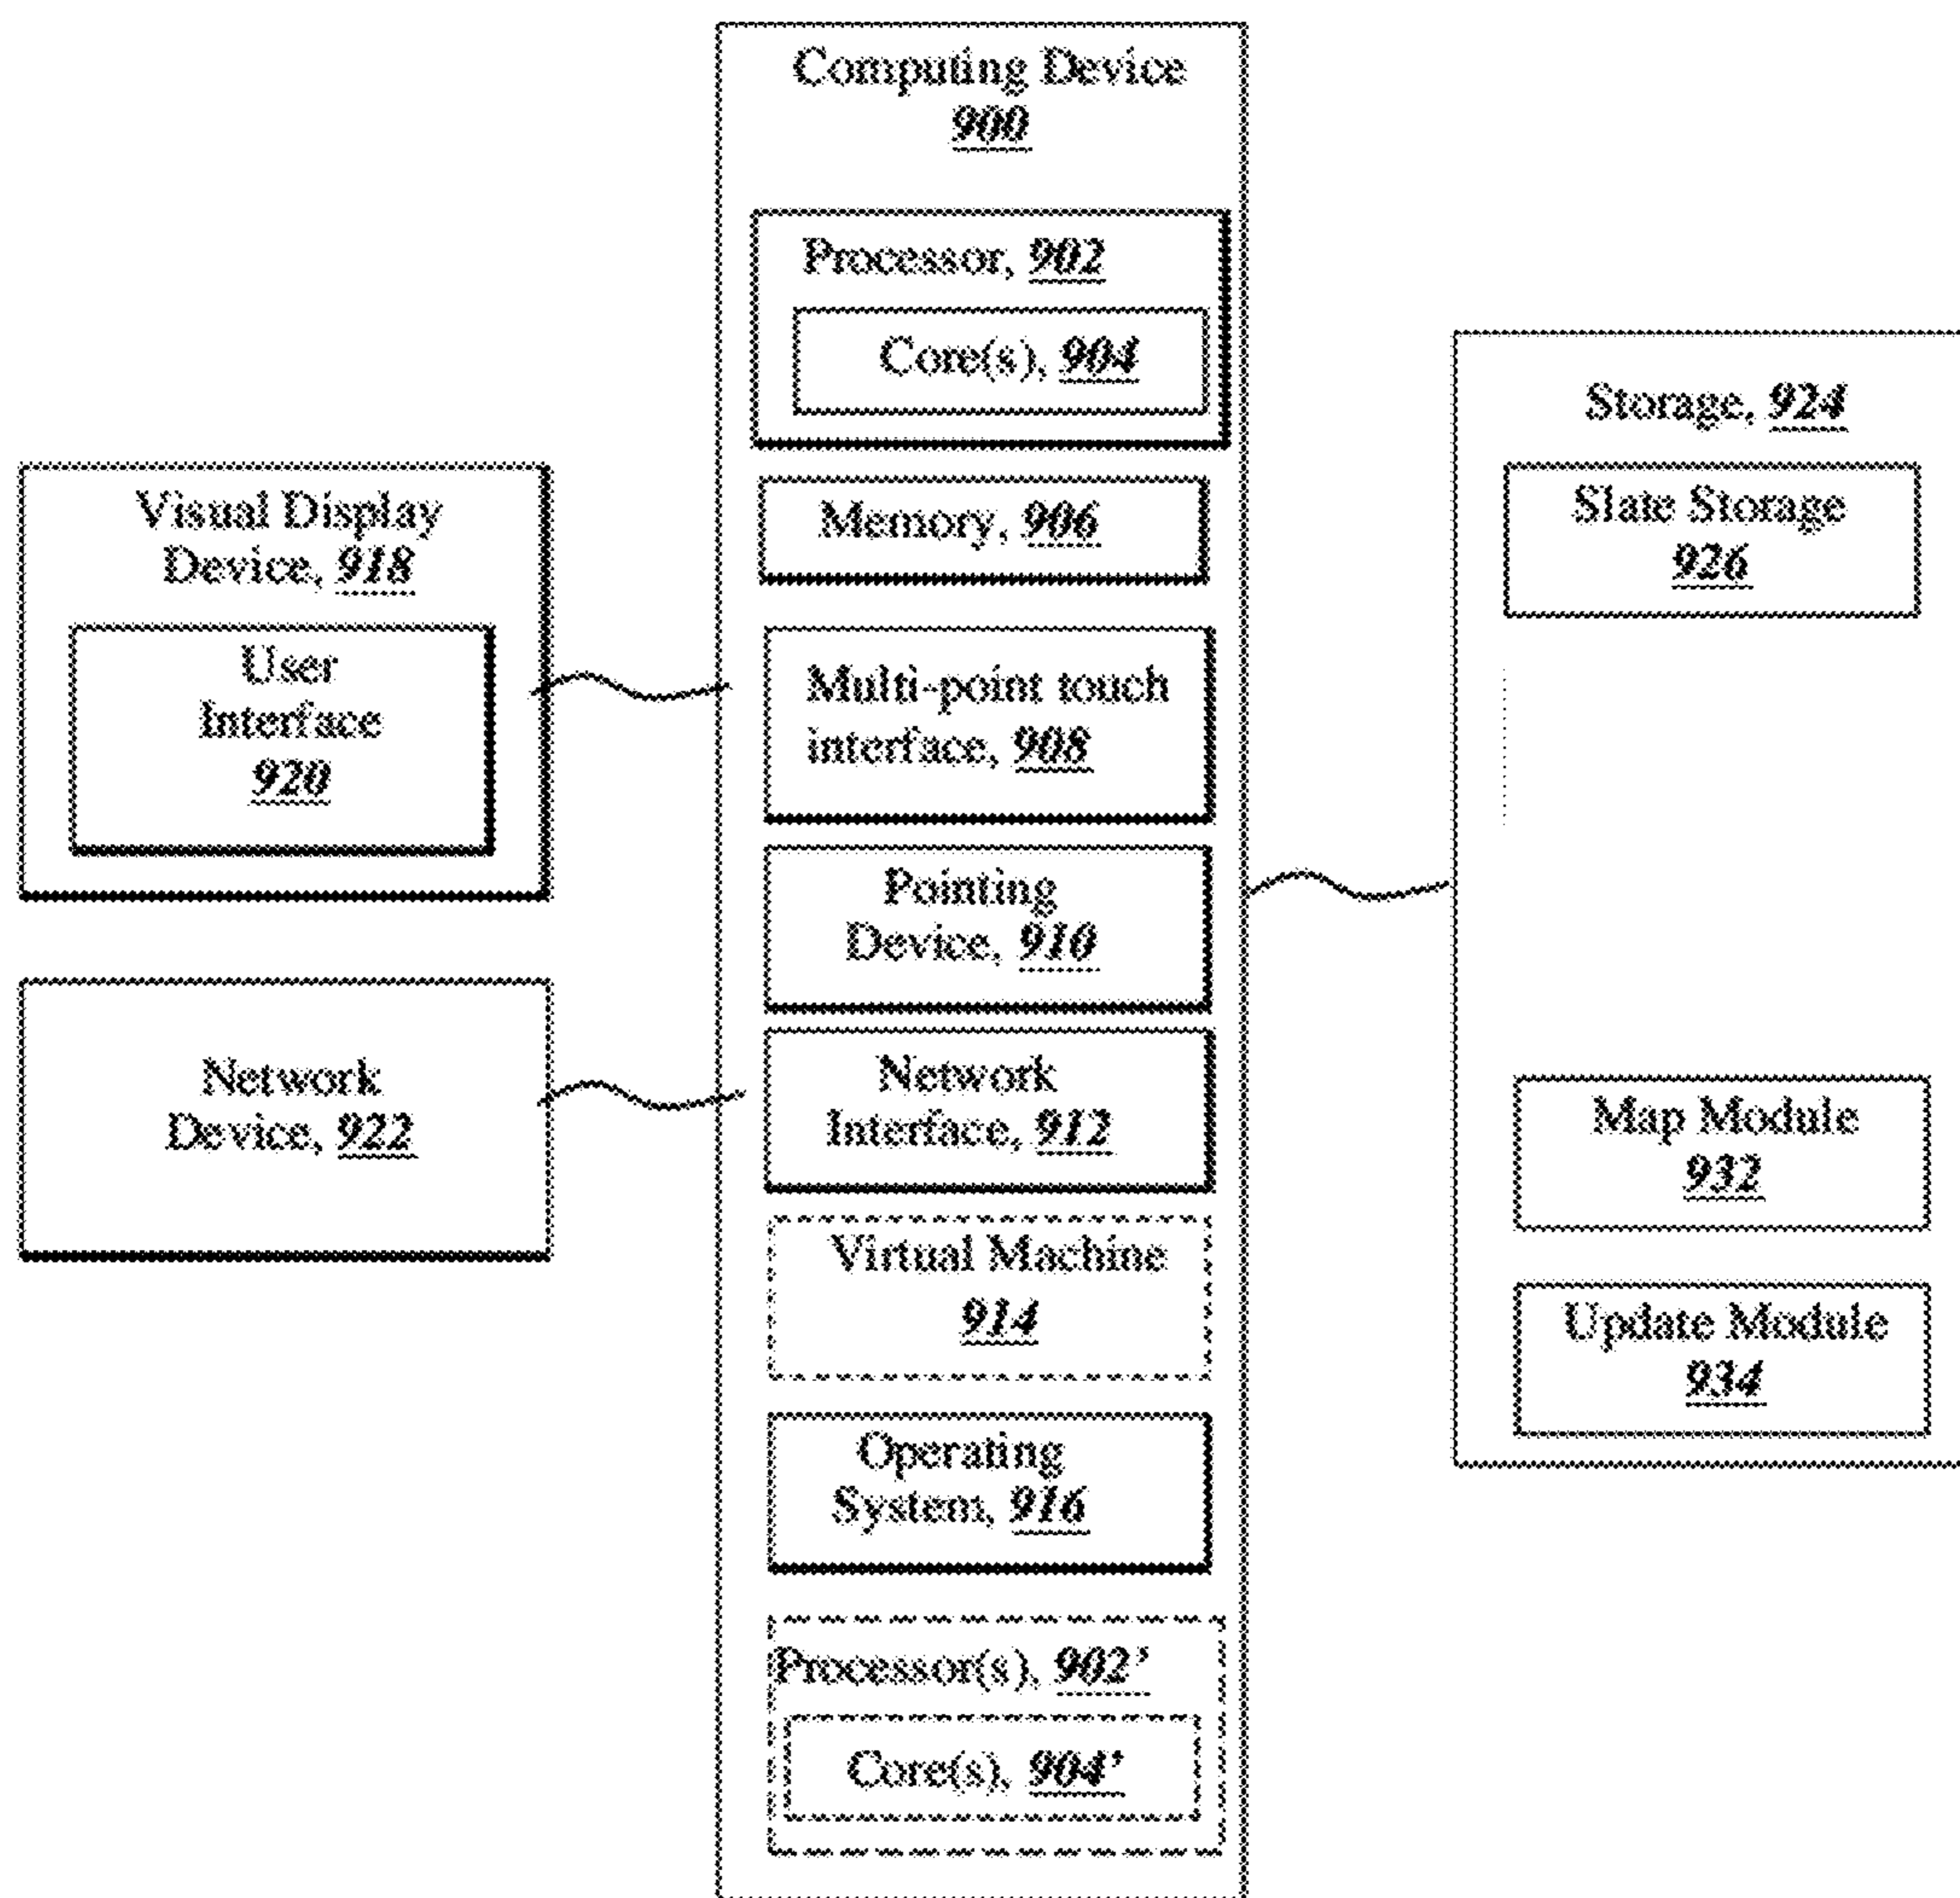 Computing Device
900
Processor, 902
Core(s), 904
Memory, 906
Multi-point touch
interface, 908
Pointing
Device, 910
Network
Interface, 912
Virtual Machine
914
Operating
System, 916
Processor(s), 902’
Core(s), 904’
Visual Display
Device, 918
User
Interface
920
Network
Device, 922
Storage, 924
Slate Storage
926
Map Module
932
Update Module
934